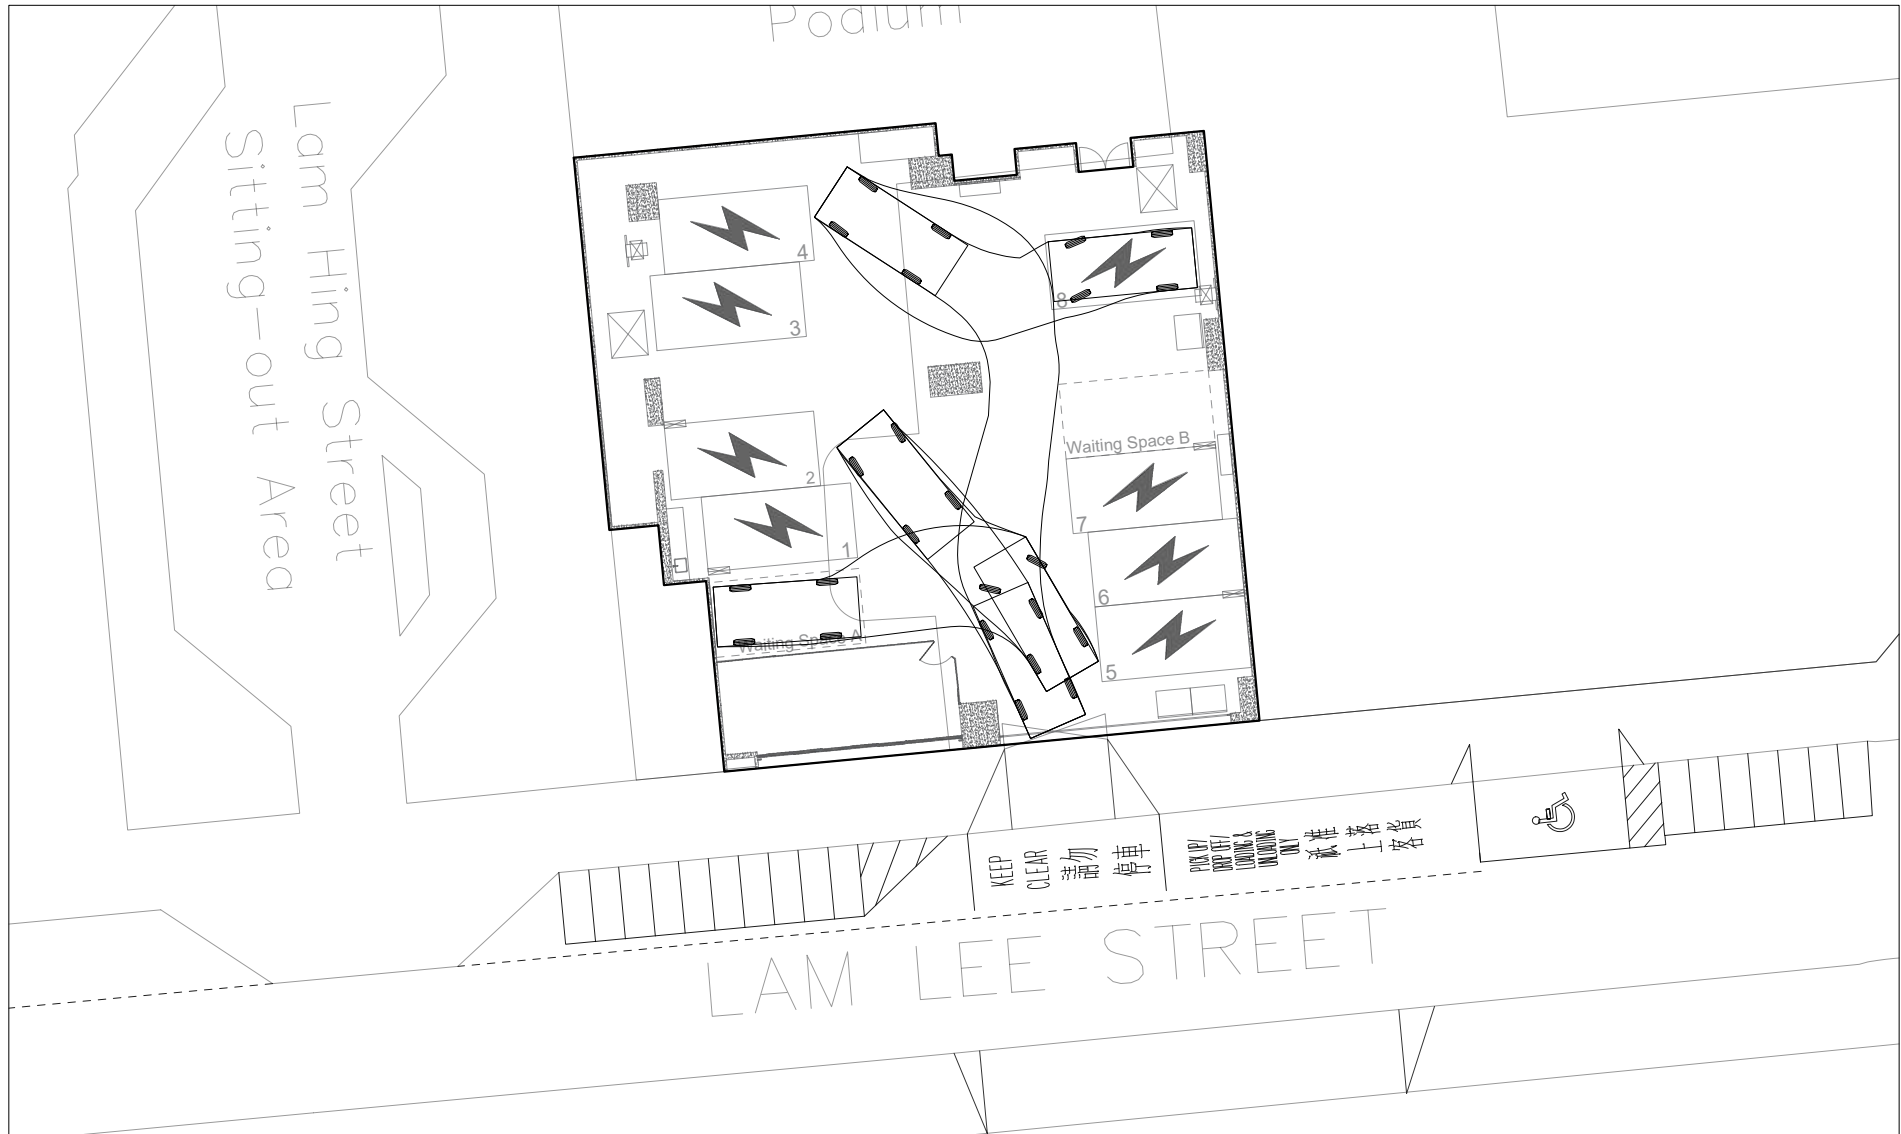 Podium
Lam Hing Street
Sitting-out Area
4
3
8
2
1
Waiting Space B
7
6
5
Waiting Space A
KEEP
CLEAR
請勿
停車
PICK UP/
DROP OFF/
LOADING &
UNLOADING
ONLY
祇准
上落
客貨
LAM LEE STREET